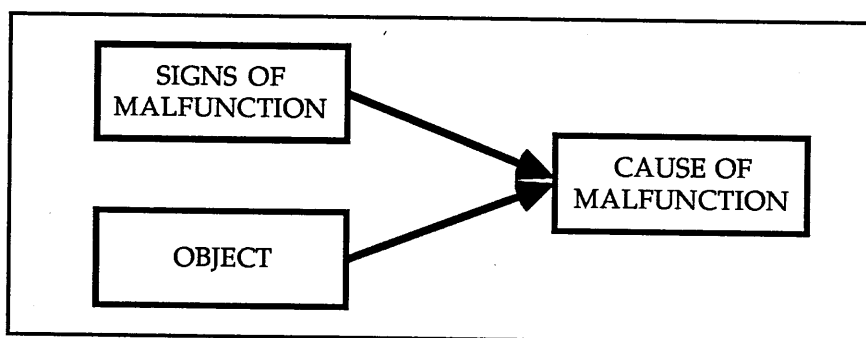 SIGNS OF
MALFUNCTION
CAUSE OF
MALFUNCTION
OBJECT